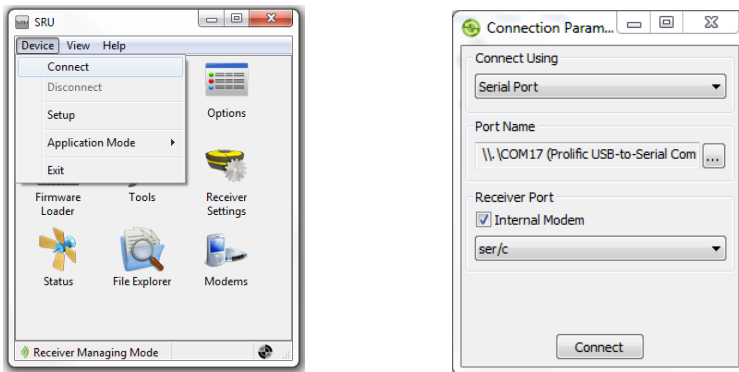 SRU
Device View Help
Connect
Disconnect
Setup
Application Mode
Exit
Options
Firmware
Loader
Tools
Receiver
Settings
Status
File Explorer
Modems
Receiver Managing Mode
Connection Param...
Connect Using
Serial Port
Port Name
\\.\COM17 (Prolific USB-to-Serial Com
...
Receiver Port
Internal Modem
ser/c
Connect